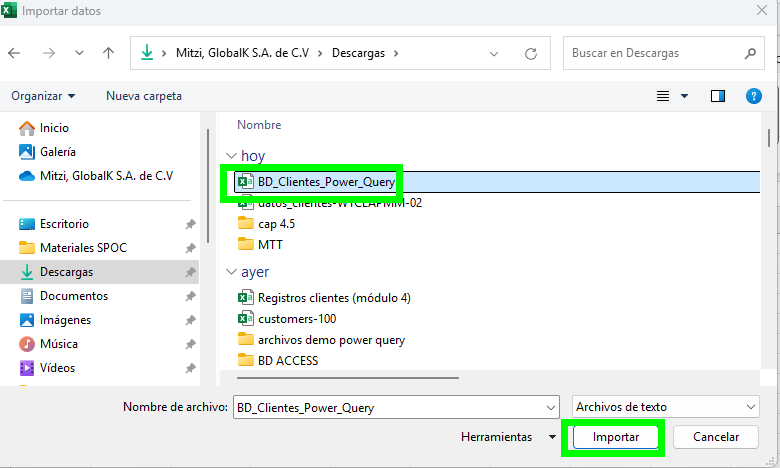 Importar datos
Mitzi, GlobalK S.A. de C.V > Descargas >
Buscar en Descargas
Organizar
Nueva carpeta
?
Inicio
Galería
Mitzi, GlobalK S.A. de C.V
Escritorio
Materiales SPOC
Descargas
Documentos
Imágenes
Música
Vídeos
Nombre
hoy
BD_Clientes_Power_Query
datos_clientes-WTCEAPMM-02
cap 4.5
MTT
ayer
Registros clientes (módulo 4)
customers-100
archivos demo power query
BD ACCESS
Nombre de archivo:
BD_Clientes_Power_Query
Archivos de texto
Herramientas
Importar
Cancelar